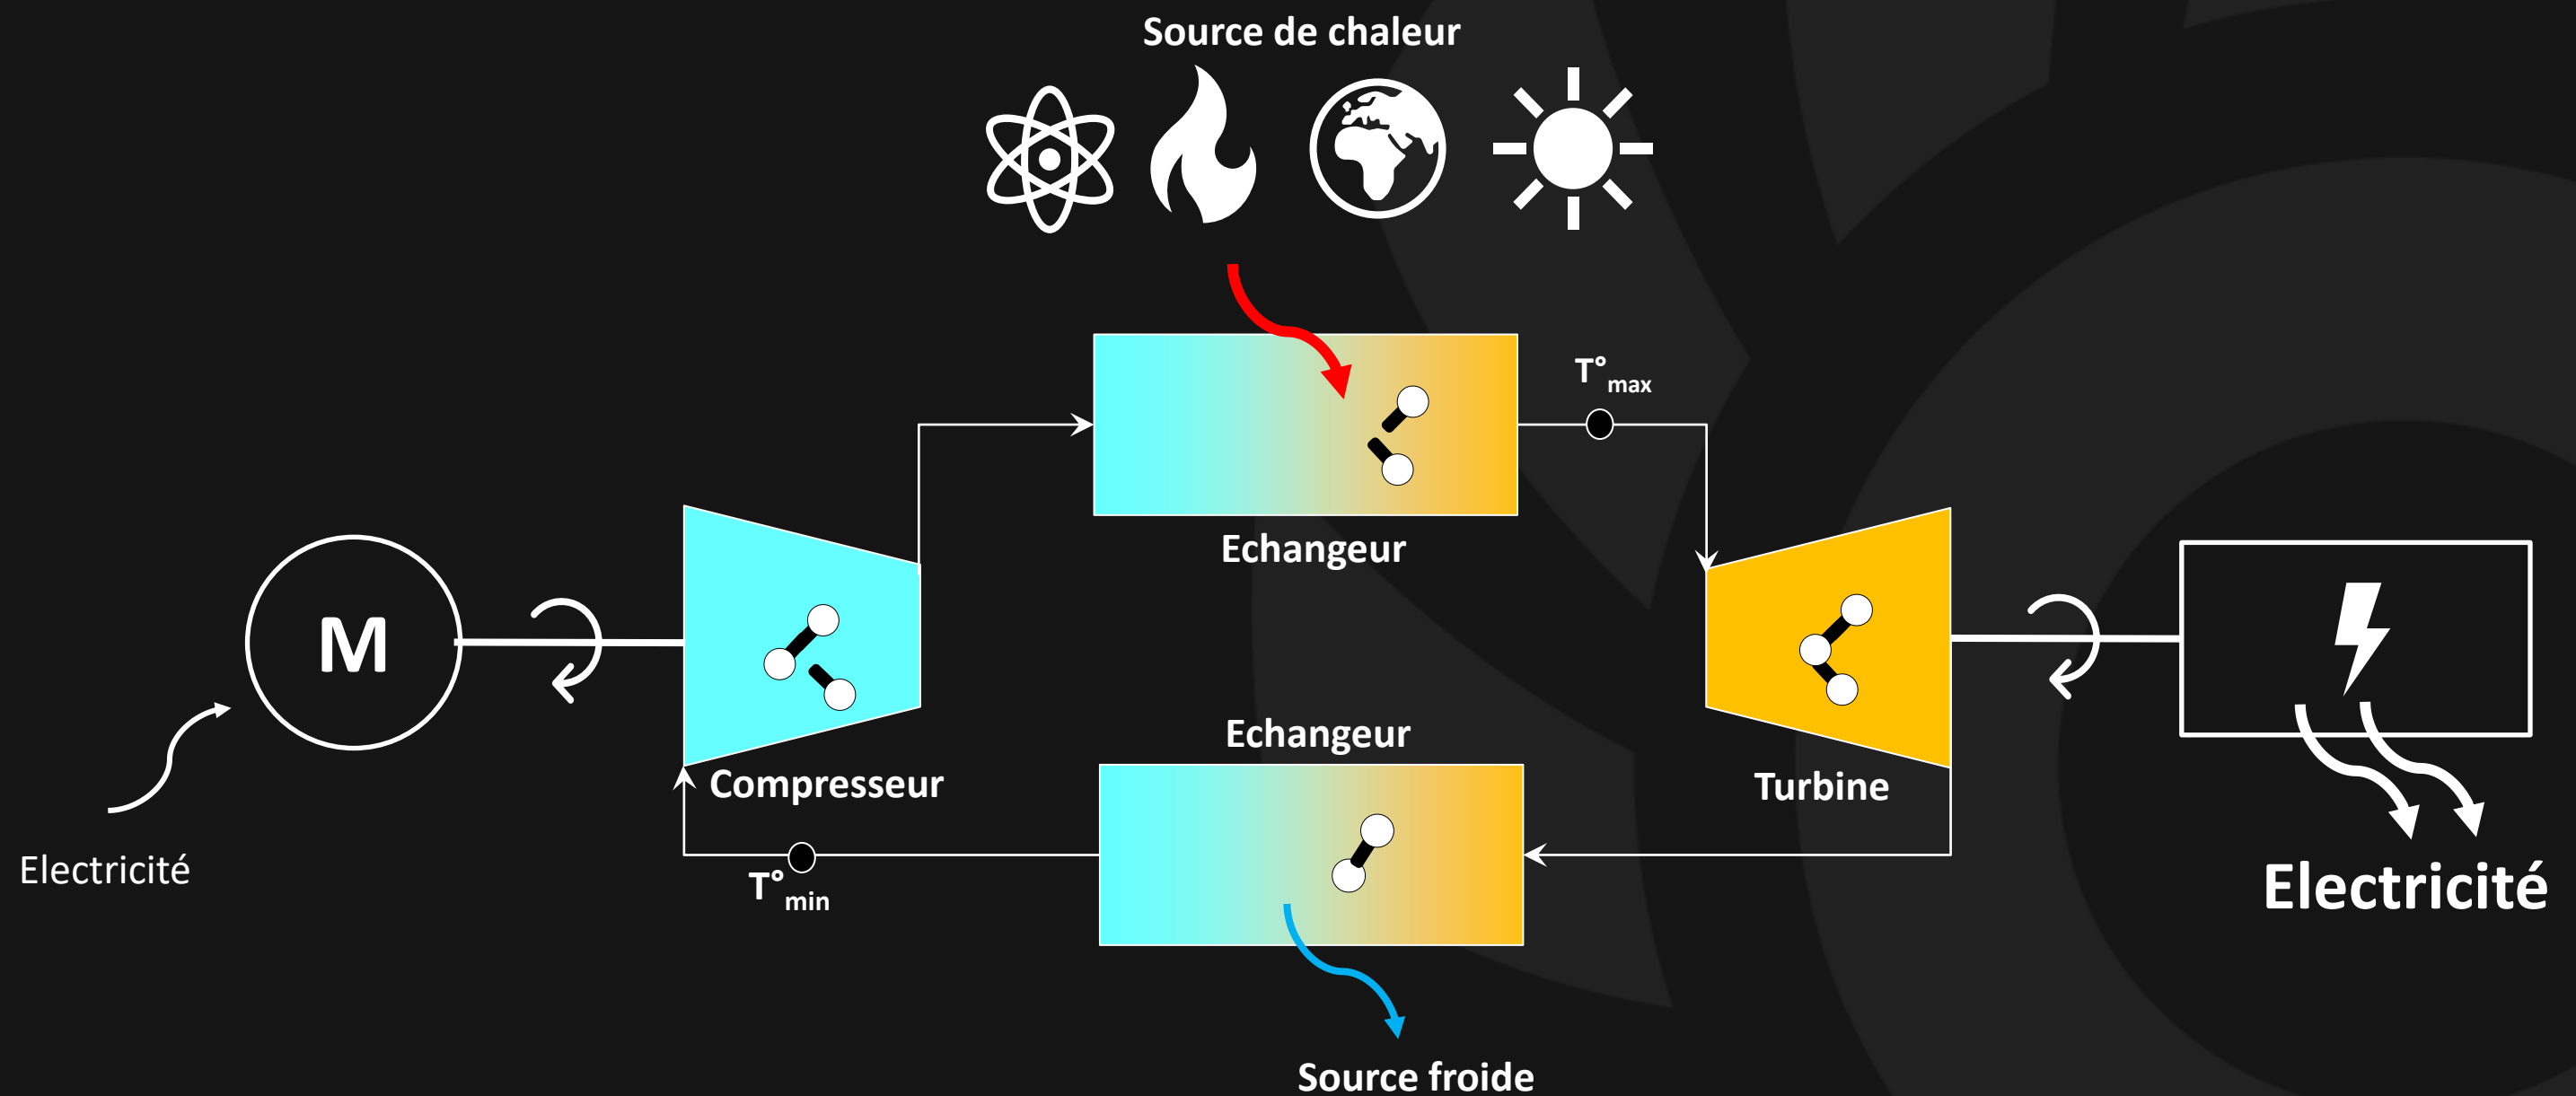 Source de chaleur
T°max
Echangeur
M
Echangeur
Compresseur
Turbine
T°min
Electricité
Electricité
Source froide